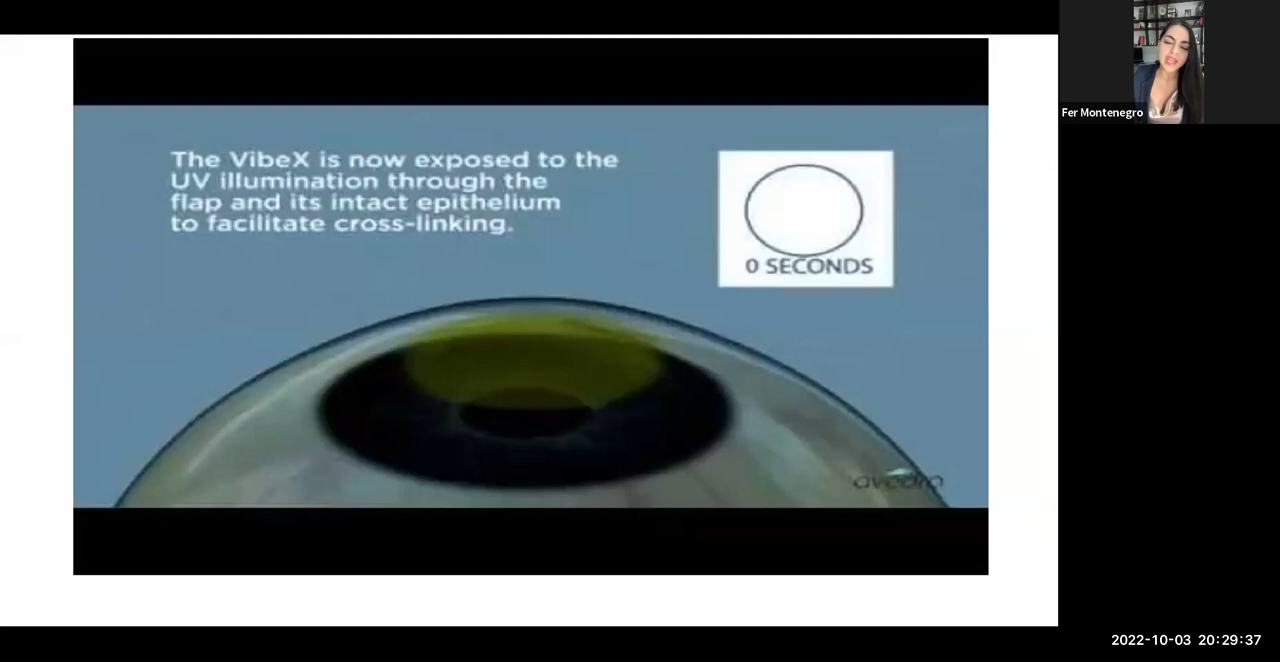 The VibeX is now exposed to the
UV illumination through the
flap and its intact epithelium
to facilitate cross-linking.
0 SECONDS
avedro
Fer Montenegro
2022-10-03 20:29:37